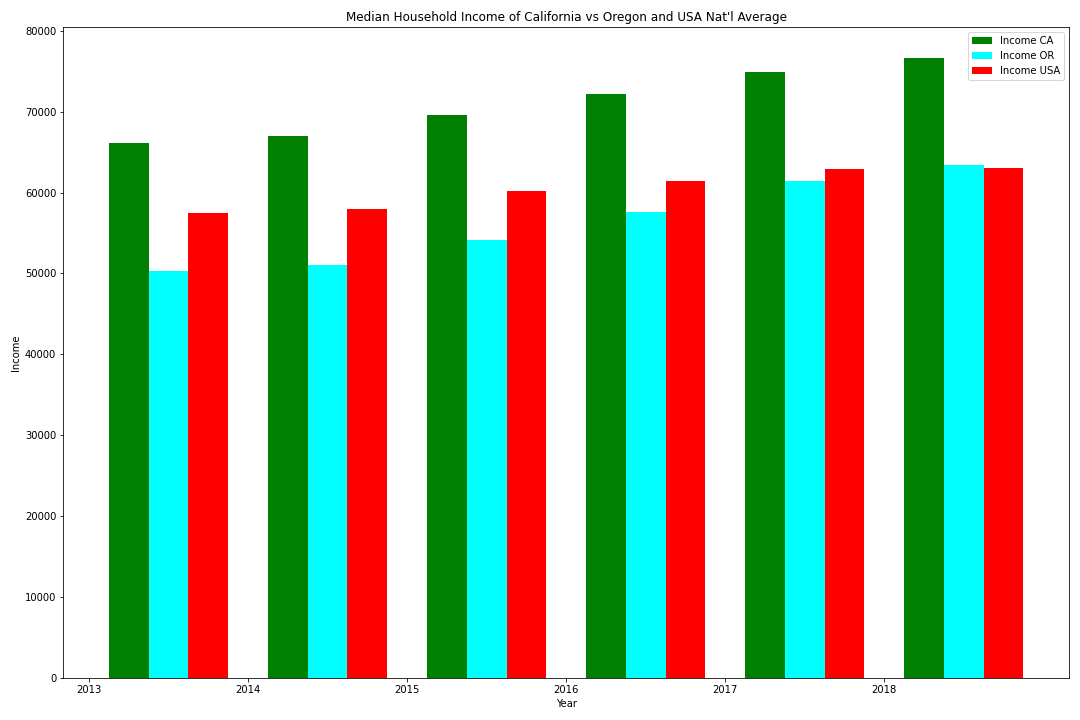 Median Household Income of California vs Oregon and USA Nat'l Average
Income CA
Income OR
Income USA
80000
70000
60000
50000
40000
30000
20000
10000
0
Income
2013 2014 2015 2016 2017 2018
Year